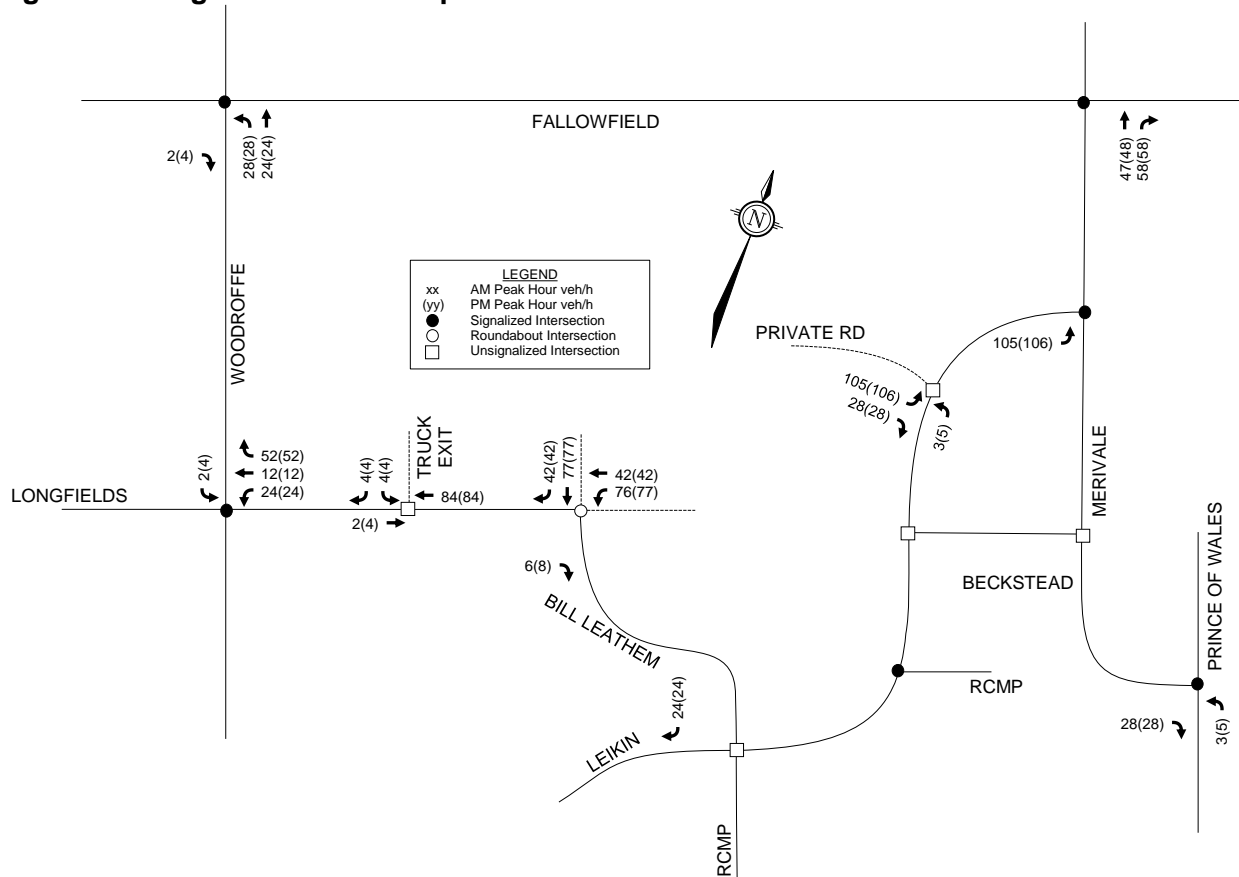 FALLOWFIELD
2(4)
28(28)
24(24)
47(48)
58(58)
WOODROFFE
LEGEND
xx AM Peak Hour veh/h
(yy) PM Peak Hour veh/h
Signalized Intersection
Roundabout Intersection
Unsignalized Intersection
N
PRIVATE RD
105(106)
105(106)
28(28)
3(5)
MERIVALE
LONGFIELDS
2(4)
52(52)
12(12)
24(24)
4(4)
4(4)
TRUCK
EXIT
84(84)
2(4)
42(42)
77(77)
42(42)
76(77)
6(8)
BILL LEATHEM
BECKSTEAD
PRINCE OF WALES
RCMP
24(24)
LEIKIN
28(28)
3(5)
RCMP